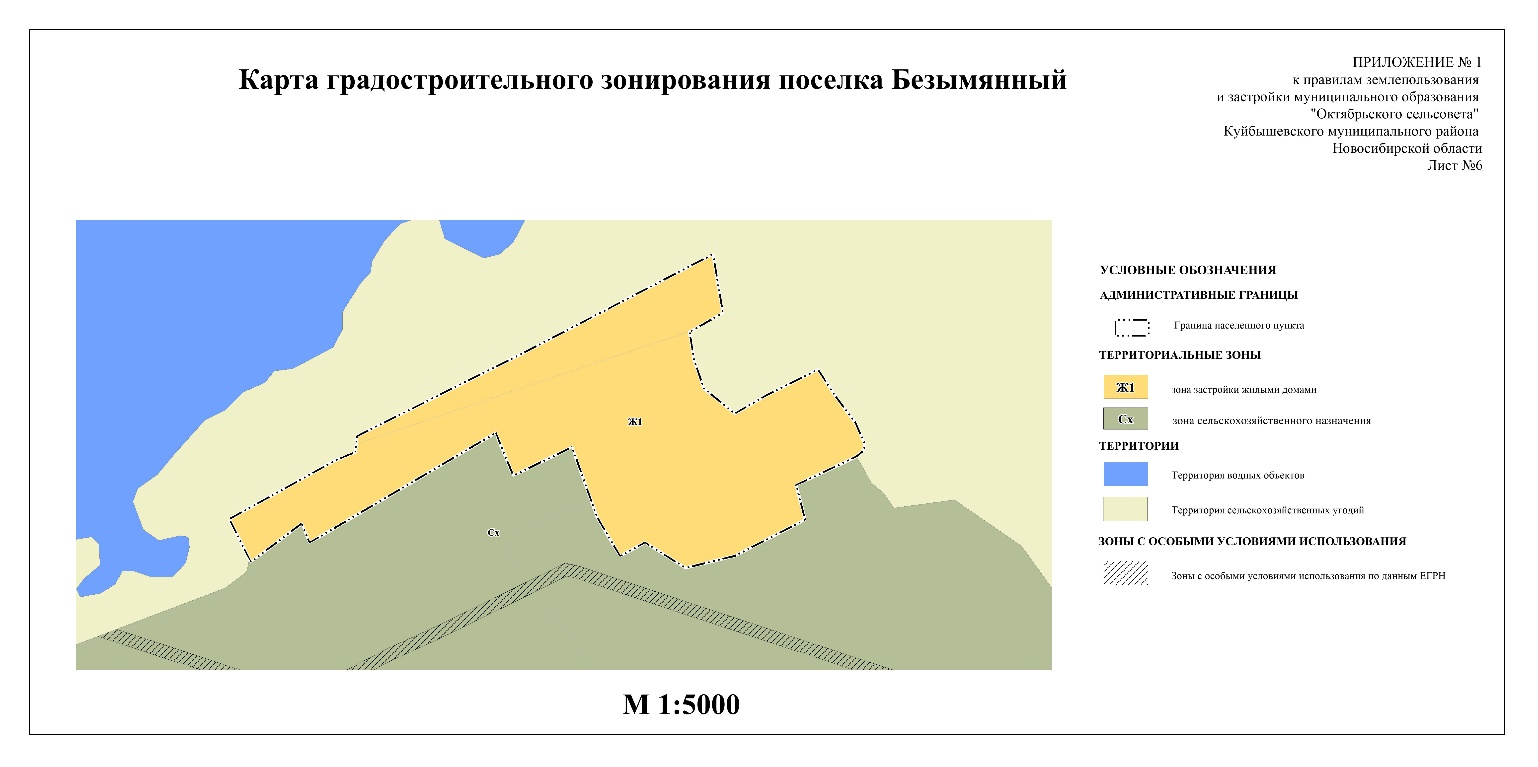 Карта градостроительного зонирования поселка Безымянный
ПРИЛОЖЕНИЕ № 1
к правилам землепользования
и застройки муниципального образования
"Октябрьского сельсовета"
Куйбышевского муниципального района
Новосибирской области
Лист №6
УСЛОВНЫЕ ОБОЗНАЧЕНИЯ
АДМИНИСТРАТИВНЫЕ ГРАНИЦЫ
Граница населенного пункта
ТЕРРИТОРИАЛЬНЫЕ ЗОНЫ
Ж1 зона застройки жилыми домами
Сх зона сельскохозяйственного назначения
ТЕРРИТОРИИ
Территория водных объектов
Территория сельскохозяйственных угодий
ЗОНЫ С ОСОБЫМИ УСЛОВИЯМИ ИСПОЛЬЗОВАНИЯ
Зоны с особыми условиями использования по данным ЕГРН
Ж1
Сх
М 1:5000